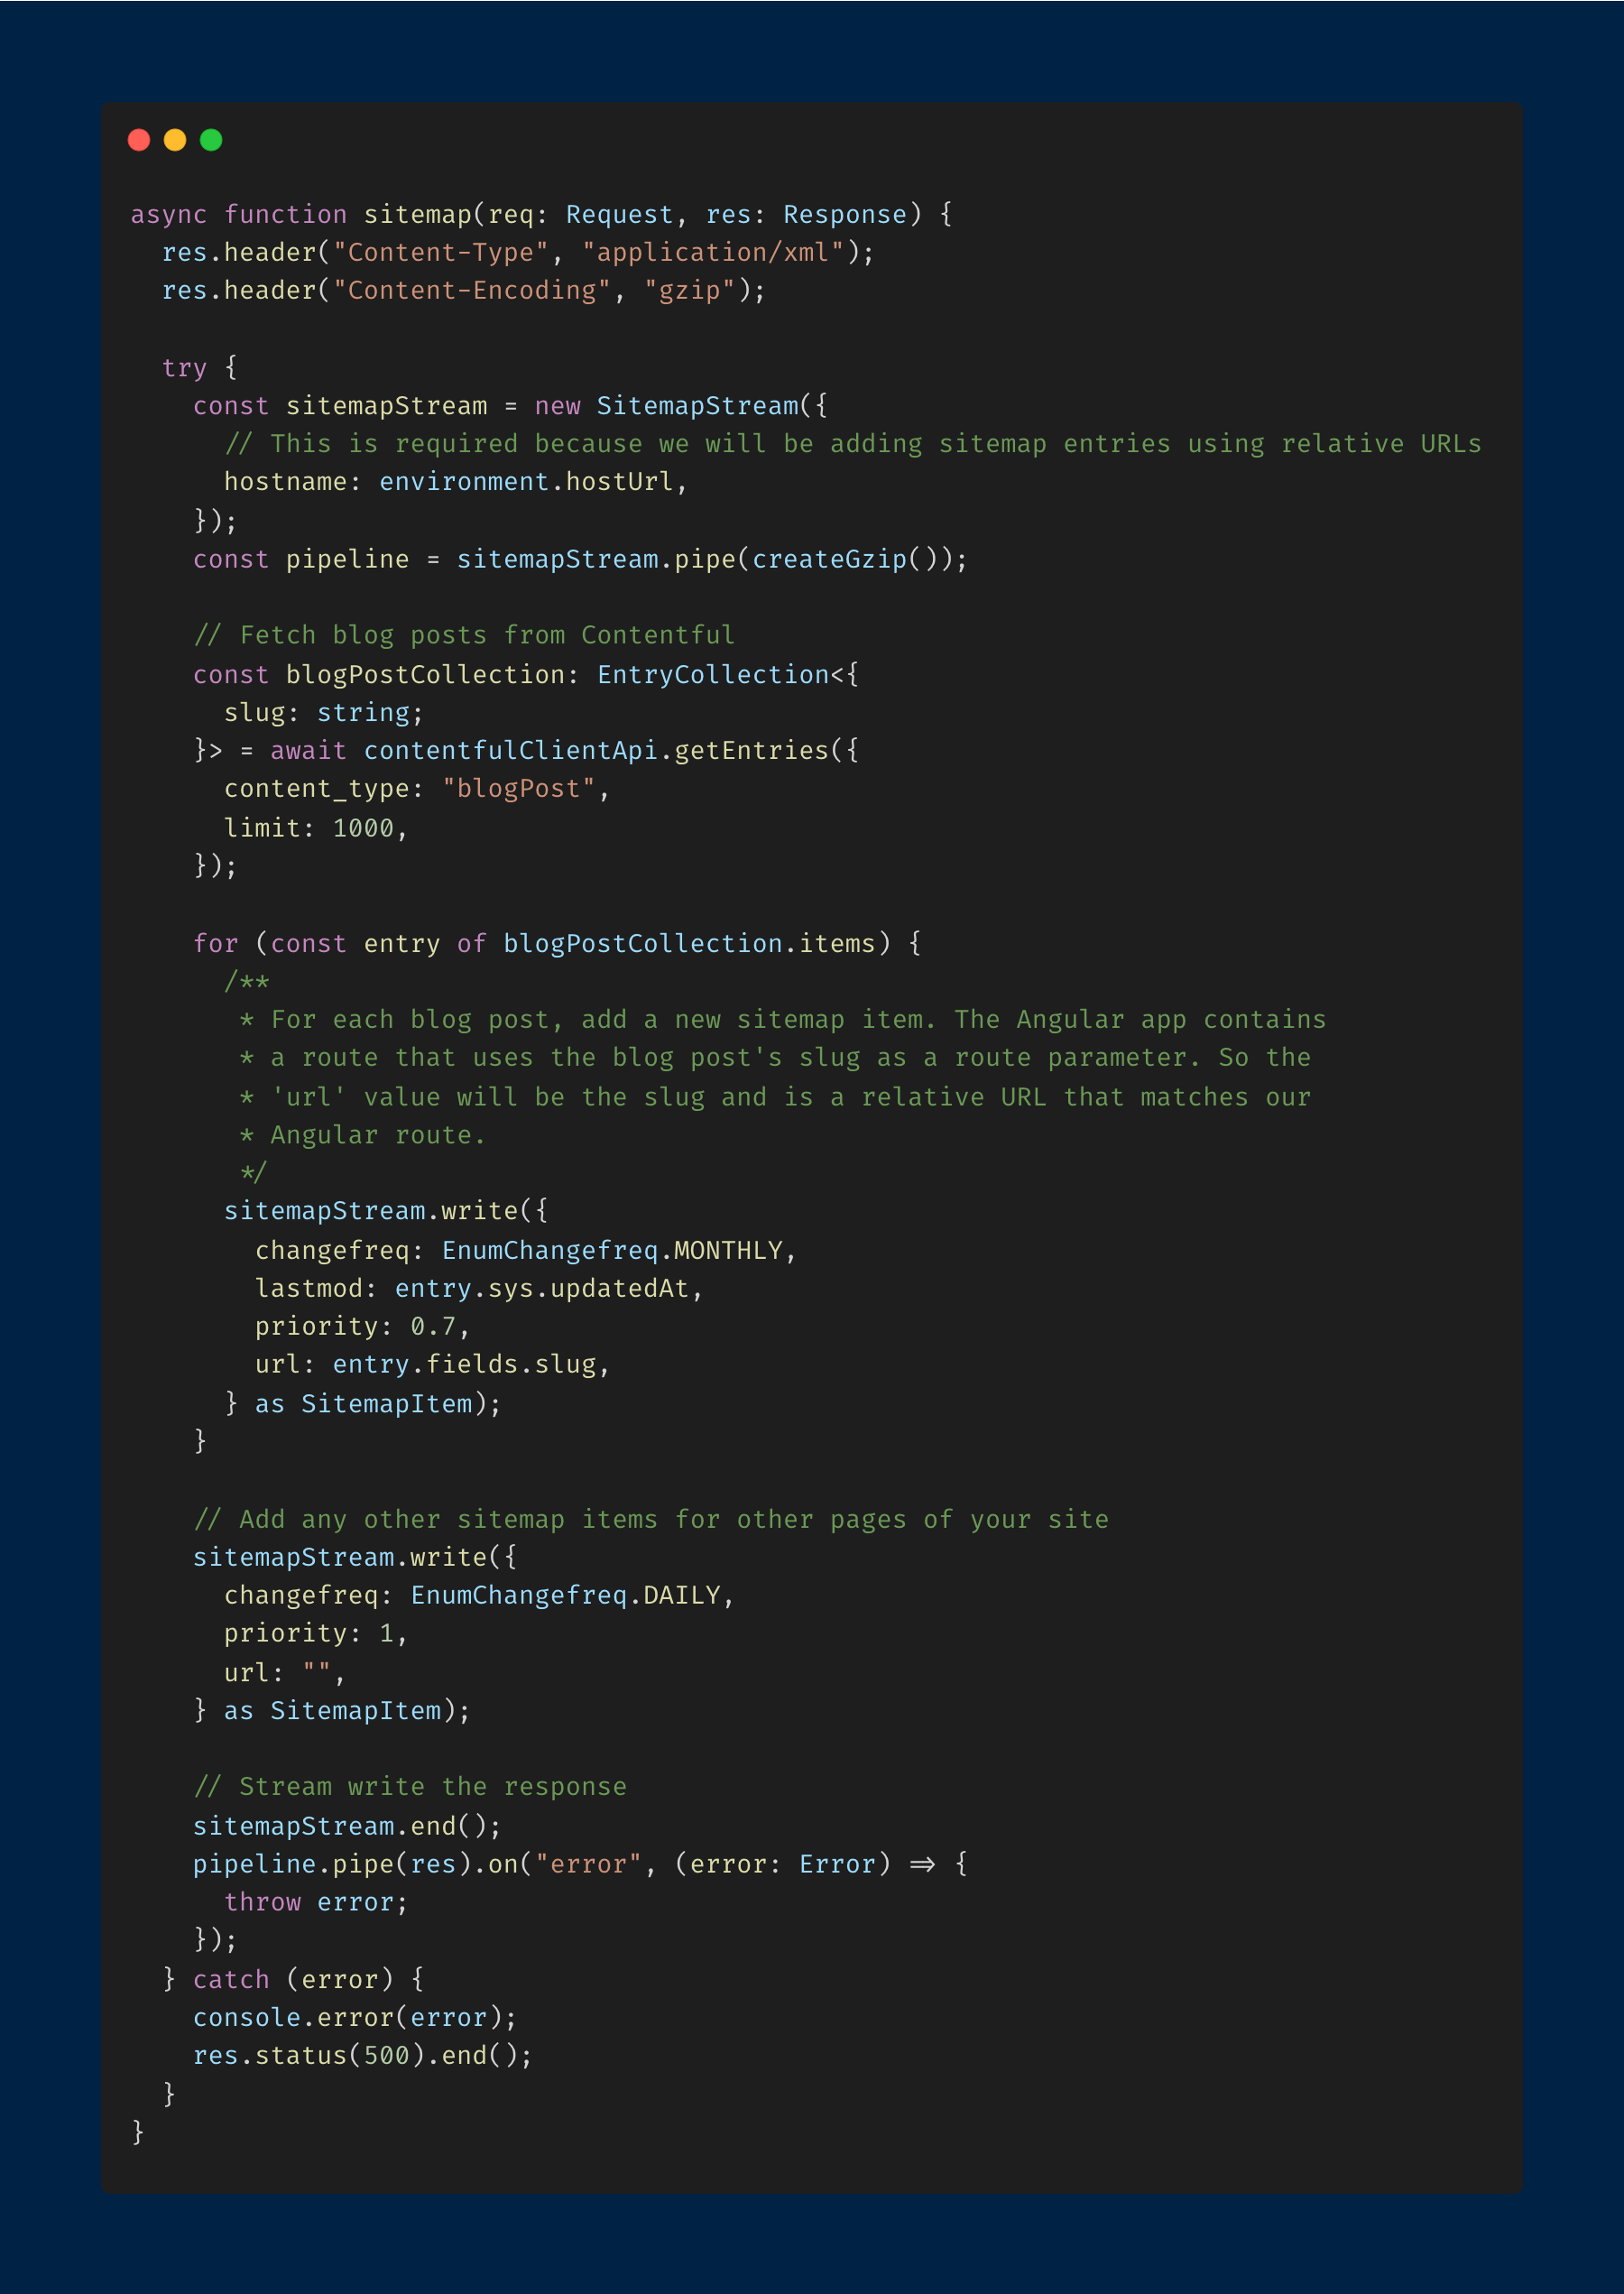 async function sitemap(req: Request, res: Response) {
  res.header("Content-Type", "application/xml");
  res.header("Content-Encoding", "gzip");

  try {
    const sitemapStream = new SitemapStream({
      // This is required because we will be adding sitemap entries using relative URLs
      hostname: environment.hostUrl,
    });
    const pipeline = sitemapStream.pipe(createGzip());

    // Fetch blog posts from Contentful
    const blogPostCollection: EntryCollection<{
      slug: string;
    }> = await contentfulClientApi.getEntries({
      content_type: "blogPost",
      limit: 1000,
    });

    for (const entry of blogPostCollection.items) {
      /**
       * For each blog post, add a new sitemap item. The Angular app contains
       * a route that uses the blog post's slug as a route parameter. So the
       * 'url' value will be the slug and is a relative URL that matches our
       * Angular route.
       */
      sitemapStream.write({
        changefreq: EnumChangefreq.MONTHLY,
        lastmod: entry.sys.updatedAt,
        priority: 0.7,
        url: entry.fields.slug,
      } as SitemapItem);
    }

    // Add any other sitemap items for other pages of your site
    sitemapStream.write({
      changefreq: EnumChangefreq.DAILY,
      priority: 1,
      url: "",
    } as SitemapItem);

    // Stream write the response
    sitemapStream.end();
    pipeline.pipe(res).on("error", (error: Error) => {
      throw error;
    });
  } catch (error) {
    console.error(error);
    res.status(500).end();
  }
}